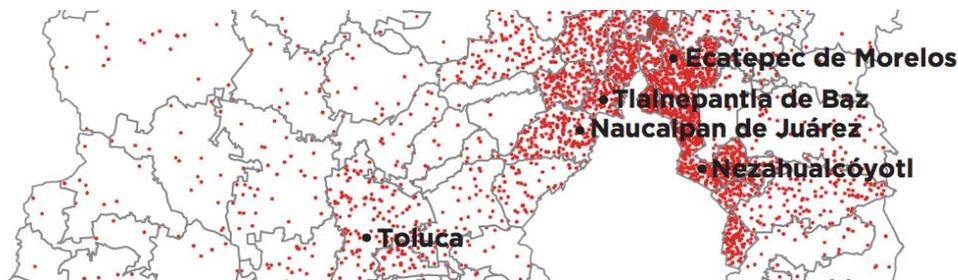 Ecatepec de Morelos
Tlalnepantla de Baz
Naucalpan de Juárez
Nezahualcóyotl
Toluca